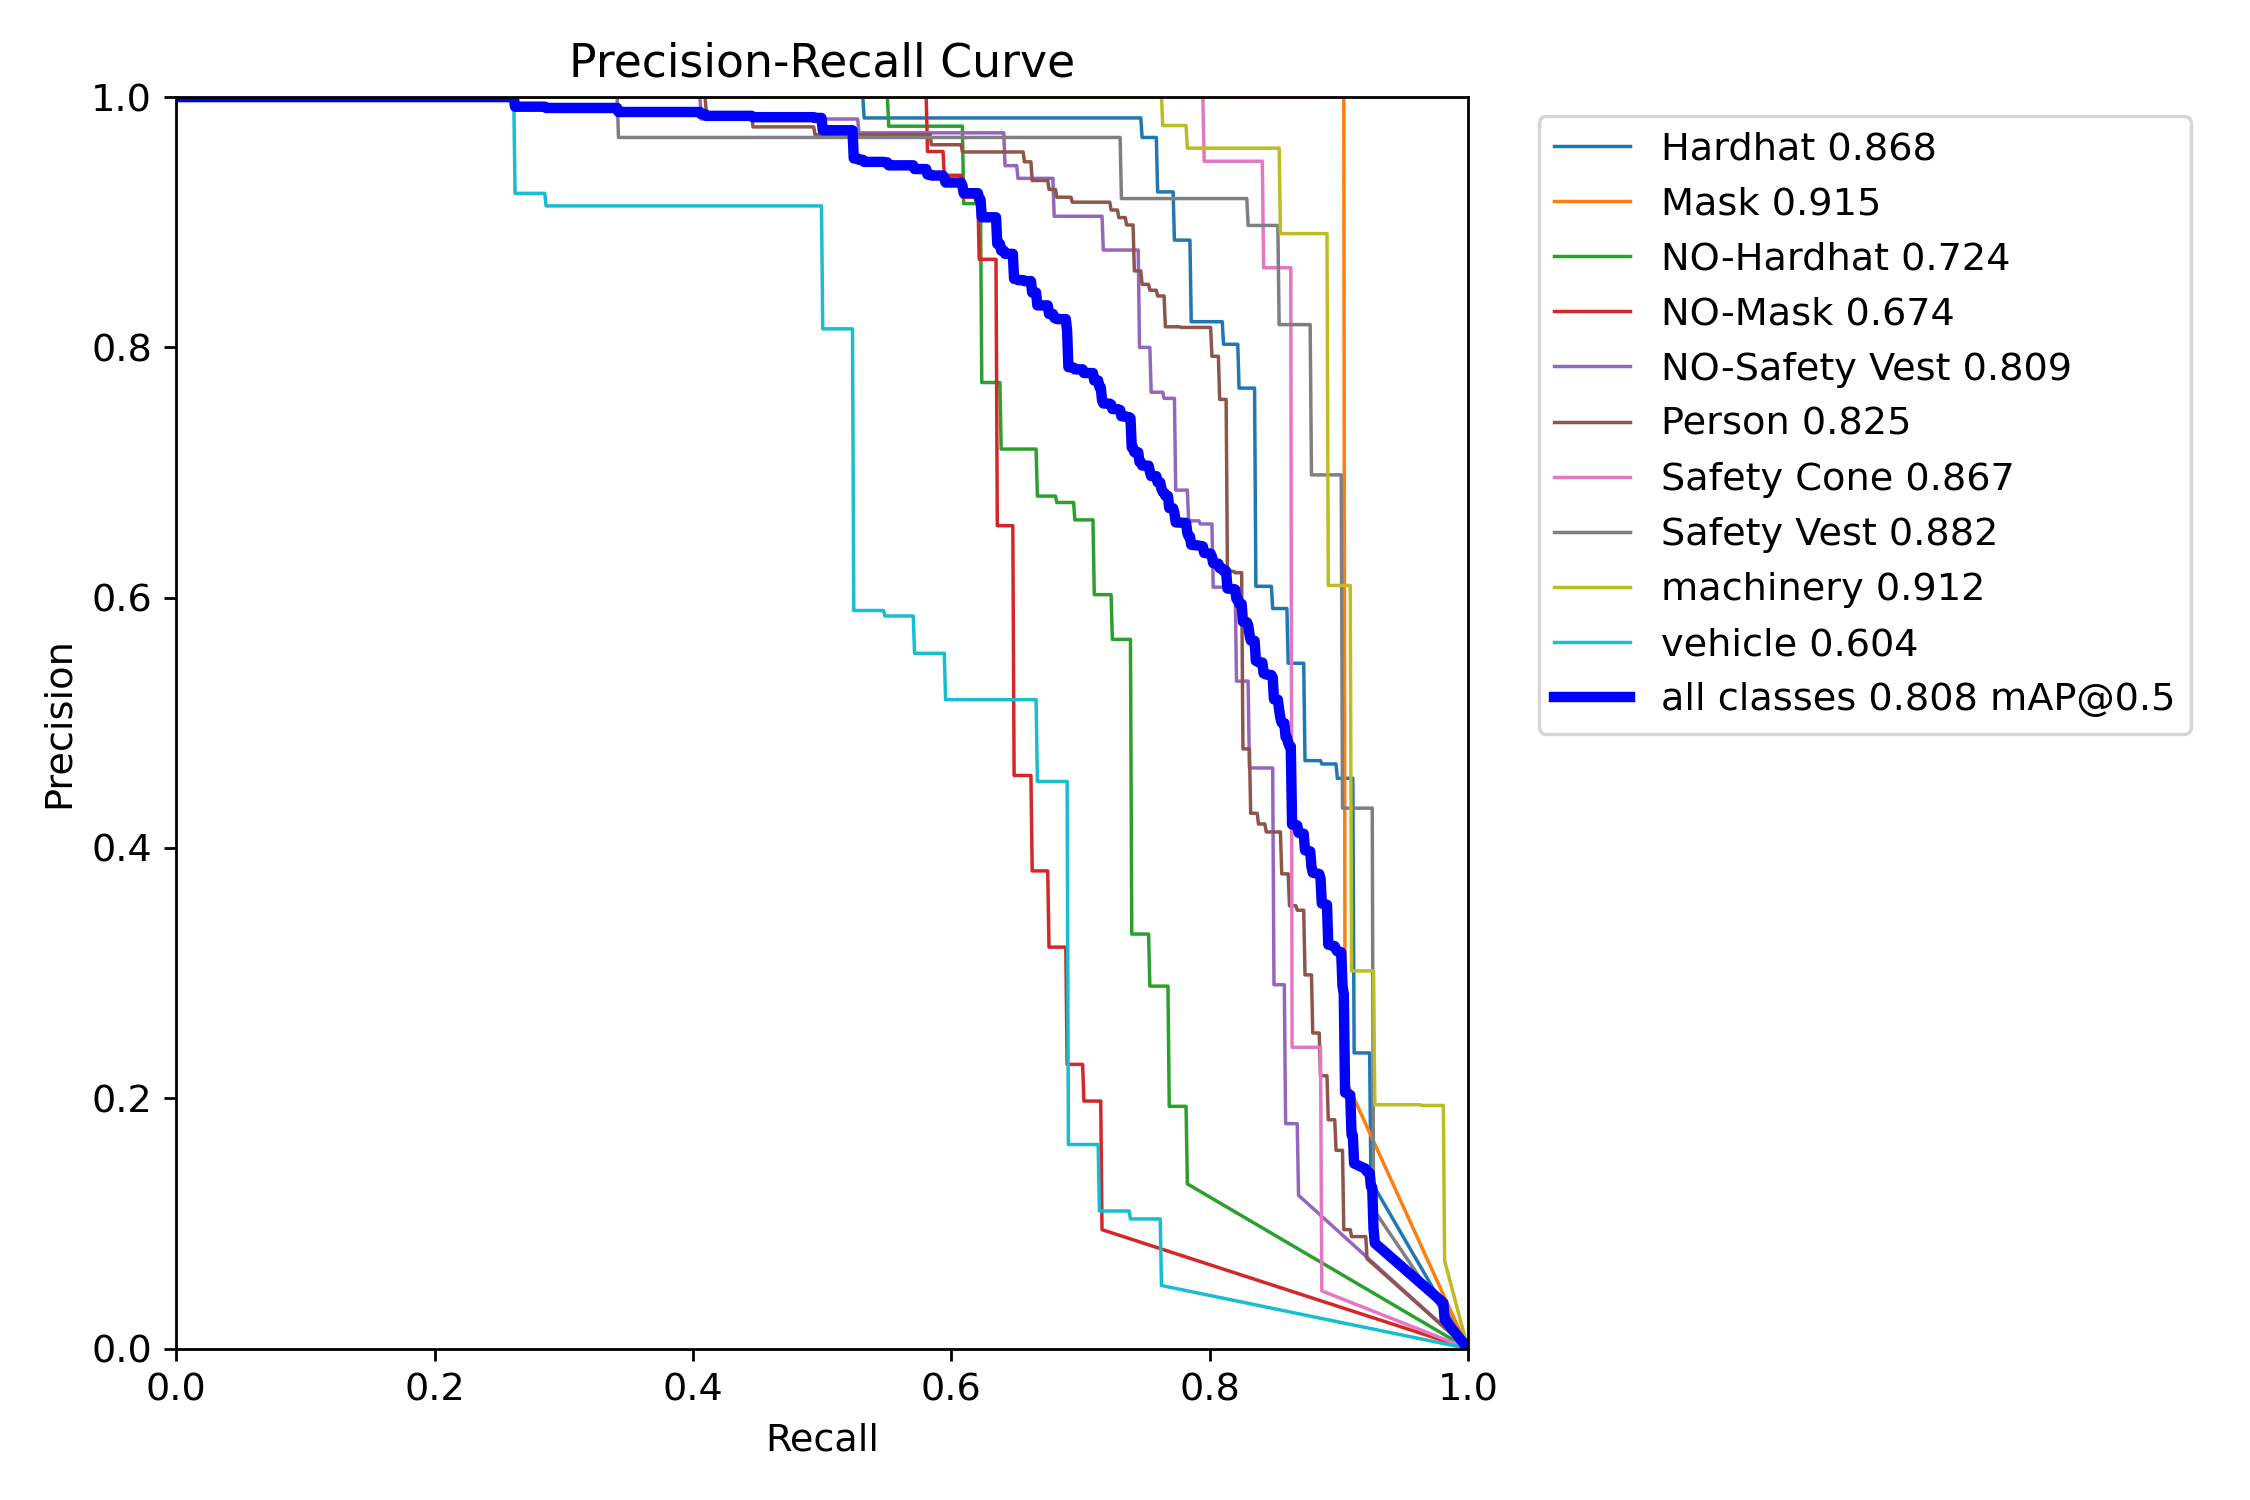 Precision-Recall Curve
1.0
0.8
0.6
0.4
0.2
0.0
Precision
0.0 0.2 0.4 0.6 0.8 1.0
Recall
Hardhat 0.868
Mask 0.915
NO-Hardhat 0.724
NO-Mask 0.674
NO-Safety Vest 0.809
Person 0.825
Safety Cone 0.867
Safety Vest 0.882
machinery 0.912
vehicle 0.604
all classes 0.808 mAP@0.5